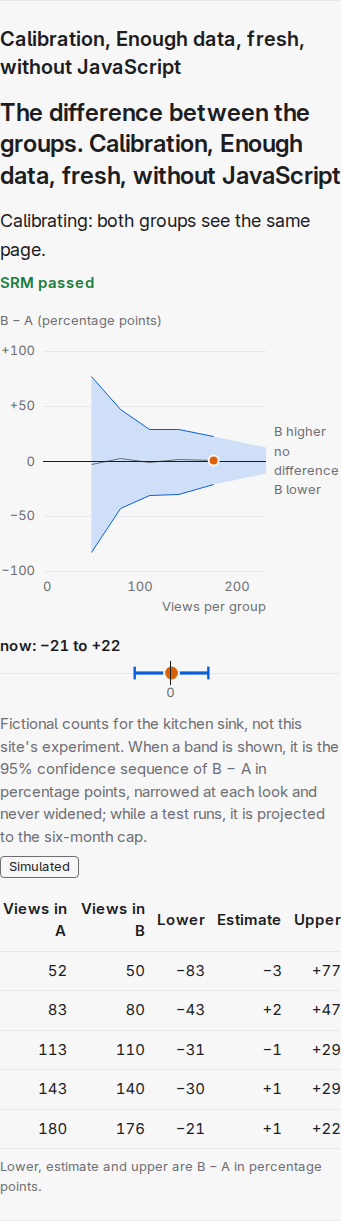 Calibration, Enough data, fresh,
without JavaScript
The difference between the
groups. Calibration, Enough
data, fresh, without JavaScript
Calibrating: both groups see the same
page.
SRM passed
B − A (percentage points)
+100
+50
0
−50
−100
B higher
no
difference
B lower
0 100 200
Views per group
now: −21 to +22
0
Fictional counts for the kitchen sink, not this
site's experiment. When a band is shown, it is the
95% confidence sequence of B − A in
percentage points, narrowed at each look and
never widened; while a test runs, it is projected
to the six-month cap.
Simulated
Views in A Views in B Lower Estimate Upper
52 50 −83 −3 +77
83 80 −43 +2 +47
113 110 −31 −1 +29
143 140 −30 +1 +29
180 176 −21 +1 +22
Lower, estimate and upper are B − A in percentage
points.